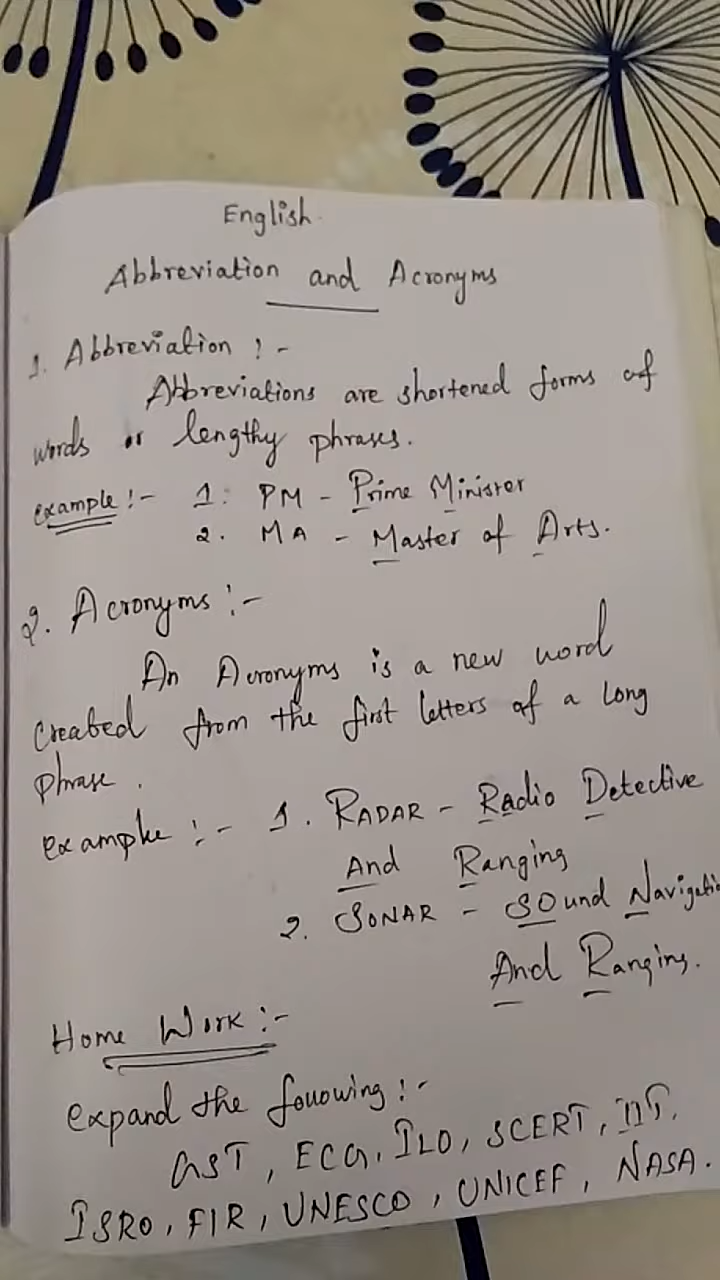 English.
Abbreviation and Acronyms
1. Abbreviation :-
Abbreviations are shortened forms of
words or lengthy phrases.
example :- 1. PM - Prime Minister
2. MA - Master of Arts.
2. Acronyms :-
An Acronyms is a new word
created from the first letters of a long
phrase.
example :- 1. RADAR - Radio Detective
And Ranging
2. SONAR - SOund Navigatio
And Ranging.
Home Work :-
expand the following :-
GST, ECG, ILO, SCERT, IIT,
ISRO, FIR, UNESCO, UNICEF, NASA.